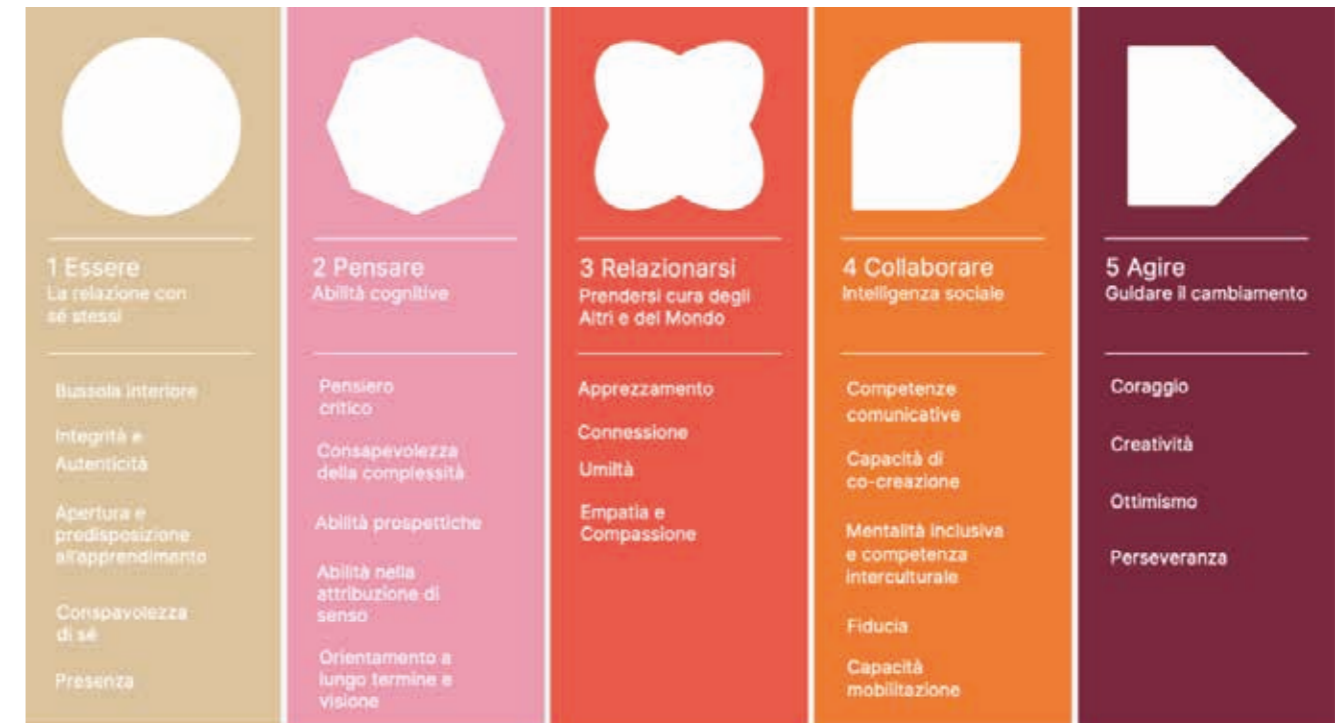 1 Essere
La relazione con
sé stessi
Bussola interiore
Integrità e
Autenticità
Apertura e
predisposizione
all'apprendimento
Conspavolezza
di sé
Presenza
2 Pensare
Abilità cognitive
Pensiero
critico
Consapevolezza
della complessità
Abilità prospettiche
Abilità nella
attribuzione di
senso
Orientamento a
lungo termine e
visione
3 Relazionarsi
Prendersi cura degli
Altri e del Mondo
Apprezzamento
Connessione
Umiltà
Empatia e
Compassione
4 Collaborare
Intelligenza sociale
Competenze
comunicative
Capacità di
co-creazione
Mentalità inclusiva
e competenza
interculturale
Fiducia
Capacità
mobilitazione
5 Agire
Guidare il cambiamento
Coraggio
Creatività
Ottimismo
Perseveranza